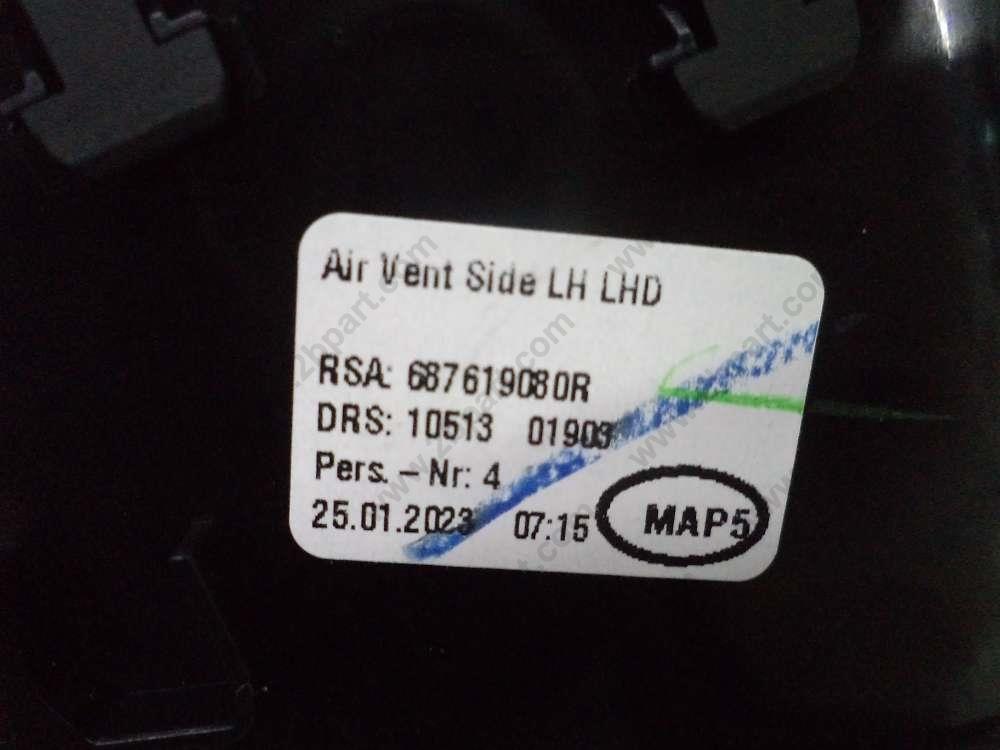 Air Vent Side LH LHD
RSA: 687619080R
DRS: 10513 01903
Pers. – Nr: 4
25.01.2023 07:15 MAP5